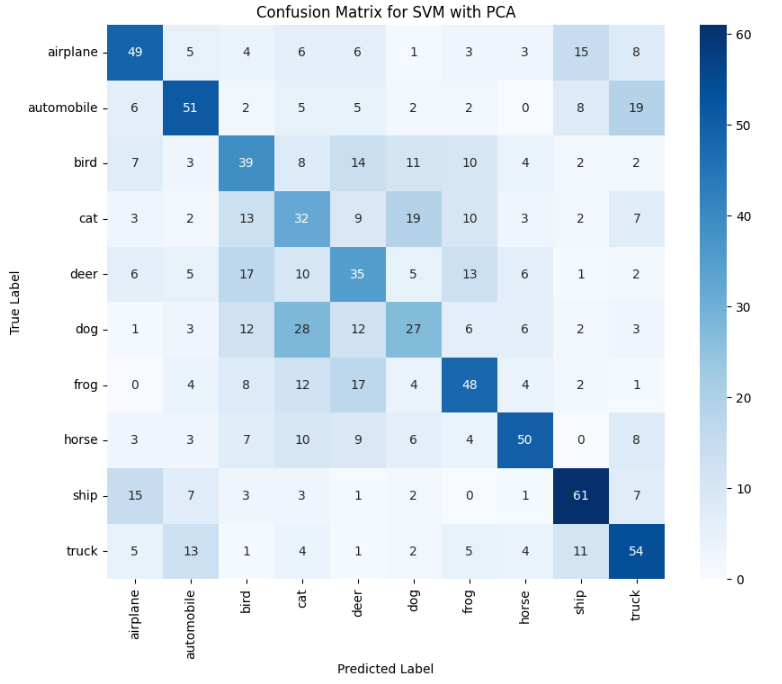 Confusion Matrix for SVM with PCA
airplane 49 5 4 6 6 1 3 3 15 8
automobile 6 51 2 5 5 2 2 0 8 19
bird 7 3 39 8 14 11 10 4 2 2
cat 3 2 13 32 9 19 10 3 2 7
deer 6 5 17 10 35 5 13 6 1 2
dog 1 3 12 28 12 27 6 6 2 3
frog 0 4 8 12 17 4 48 4 2 1
horse 3 3 7 10 9 6 4 50 0 8
ship 15 7 3 3 1 2 0 1 61 7
truck 5 13 1 4 1 2 5 4 11 54
airplane automobile bird cat deer dog frog horse ship truck
Predicted Label
True Label
60
50
40
30
20
10
0